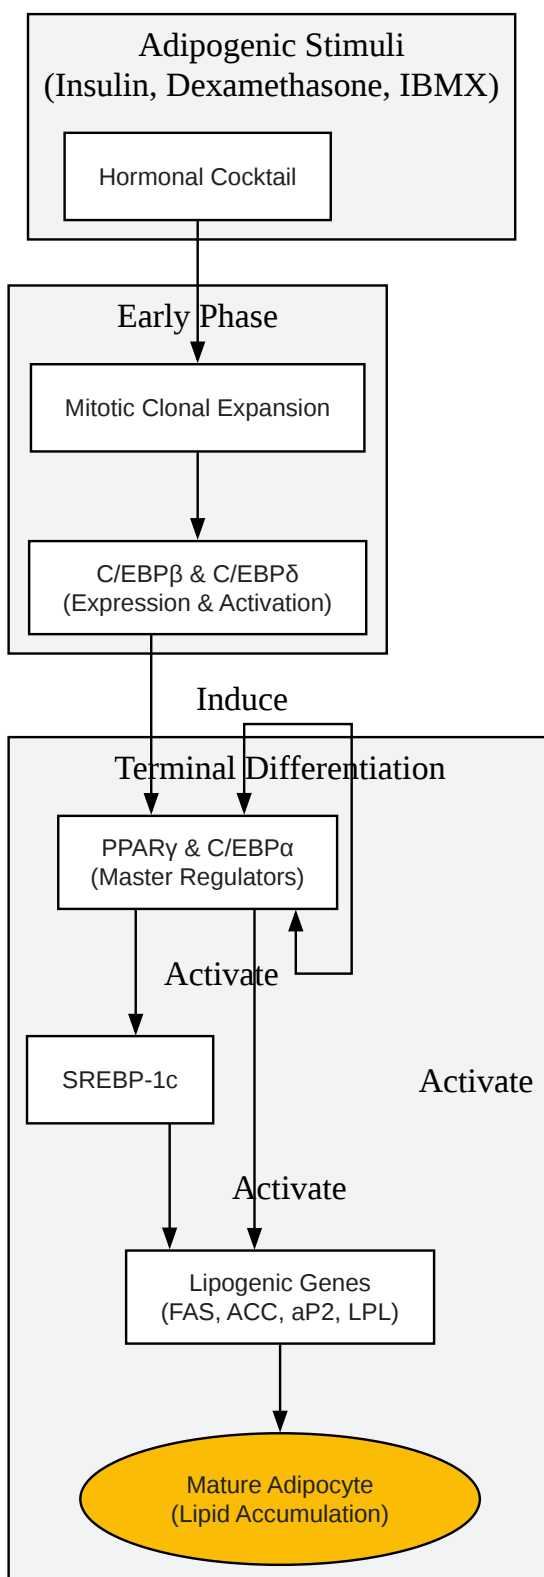 Adipogenic Stimuli
(Insulin, Dexamethasone, IBMX)
Hormonal Cocktail
Early Phase
Mitotic Clonal Expansion
C/EBPβ & C/EBPδ
(Expression & Activation)
Induce
Terminal Differentiation
PPARγ & C/EBPα
(Master Regulators)
Activate
SREBP-1c
Activate
Activate
Lipogenic Genes
(FAS, ACC, aP2, LPL)
Mature Adipocyte
(Lipid Accumulation)